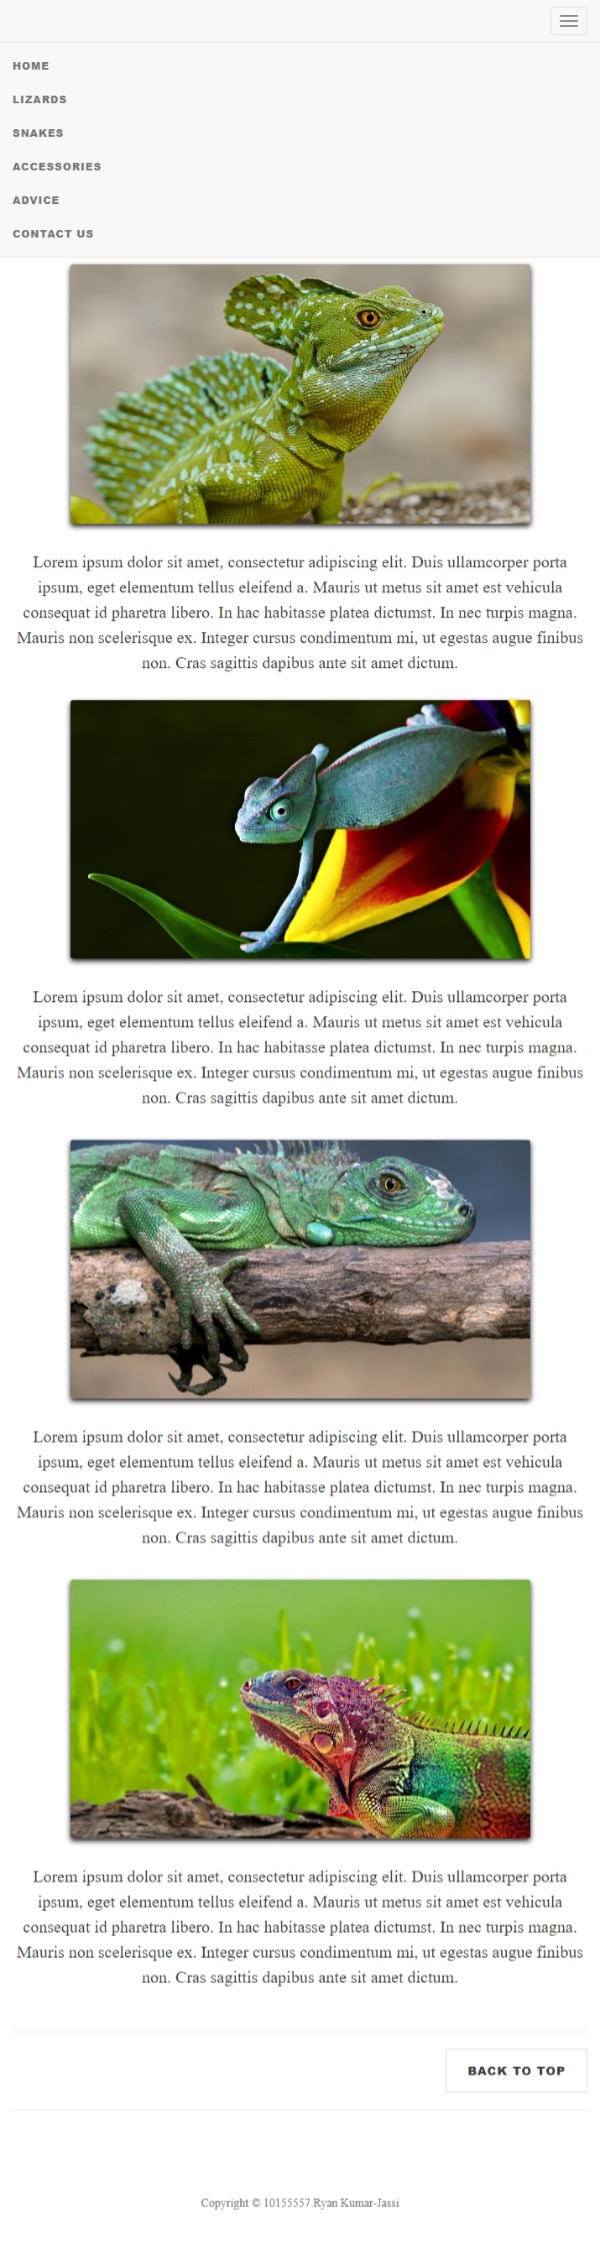 HOME
LIZARDS
SNAKES
ACCESSORIES
ADVICE
CONTACT US
Lorem ipsum dolor sit amet, consectetur adipiscing elit. Duis ullamcorper porta
ipsum, eget elementum tellus eleifend a. Mauris ut metus sit amet est vehicula
consequat id pharetra libero. In hac habitasse platea dictumst. In nec turpis magna.
Mauris non scelerisque ex. Integer cursus condimentum mi, ut egestas augue finibus
non. Cras sagittis dapibus ante sit amet dictum.
Lorem ipsum dolor sit amet, consectetur adipiscing elit. Duis ullamcorper porta
ipsum, eget elementum tellus eleifend a. Mauris ut metus sit amet est vehicula
consequat id pharetra libero. In hac habitasse platea dictumst. In nec turpis magna.
Mauris non scelerisque ex. Integer cursus condimentum mi, ut egestas augue finibus
non. Cras sagittis dapibus ante sit amet dictum.
Lorem ipsum dolor sit amet, consectetur adipiscing elit. Duis ullamcorper porta
ipsum, eget elementum tellus eleifend a. Mauris ut metus sit amet est vehicula
consequat id pharetra libero. In hac habitasse platea dictumst. In nec turpis magna.
Mauris non scelerisque ex. Integer cursus condimentum mi, ut egestas augue finibus
non. Cras sagittis dapibus ante sit amet dictum.
Lorem ipsum dolor sit amet, consectetur adipiscing elit. Duis ullamcorper porta
ipsum, eget elementum tellus eleifend a. Mauris ut metus sit amet est vehicula
consequat id pharetra libero. In hac habitasse platea dictumst. In nec turpis magna.
Mauris non scelerisque ex. Integer cursus condimentum mi, ut egestas augue finibus
non. Cras sagittis dapibus ante sit amet dictum.
BACK TO TOP
Copyright © 10155557 Ryan Kumar-Jassi